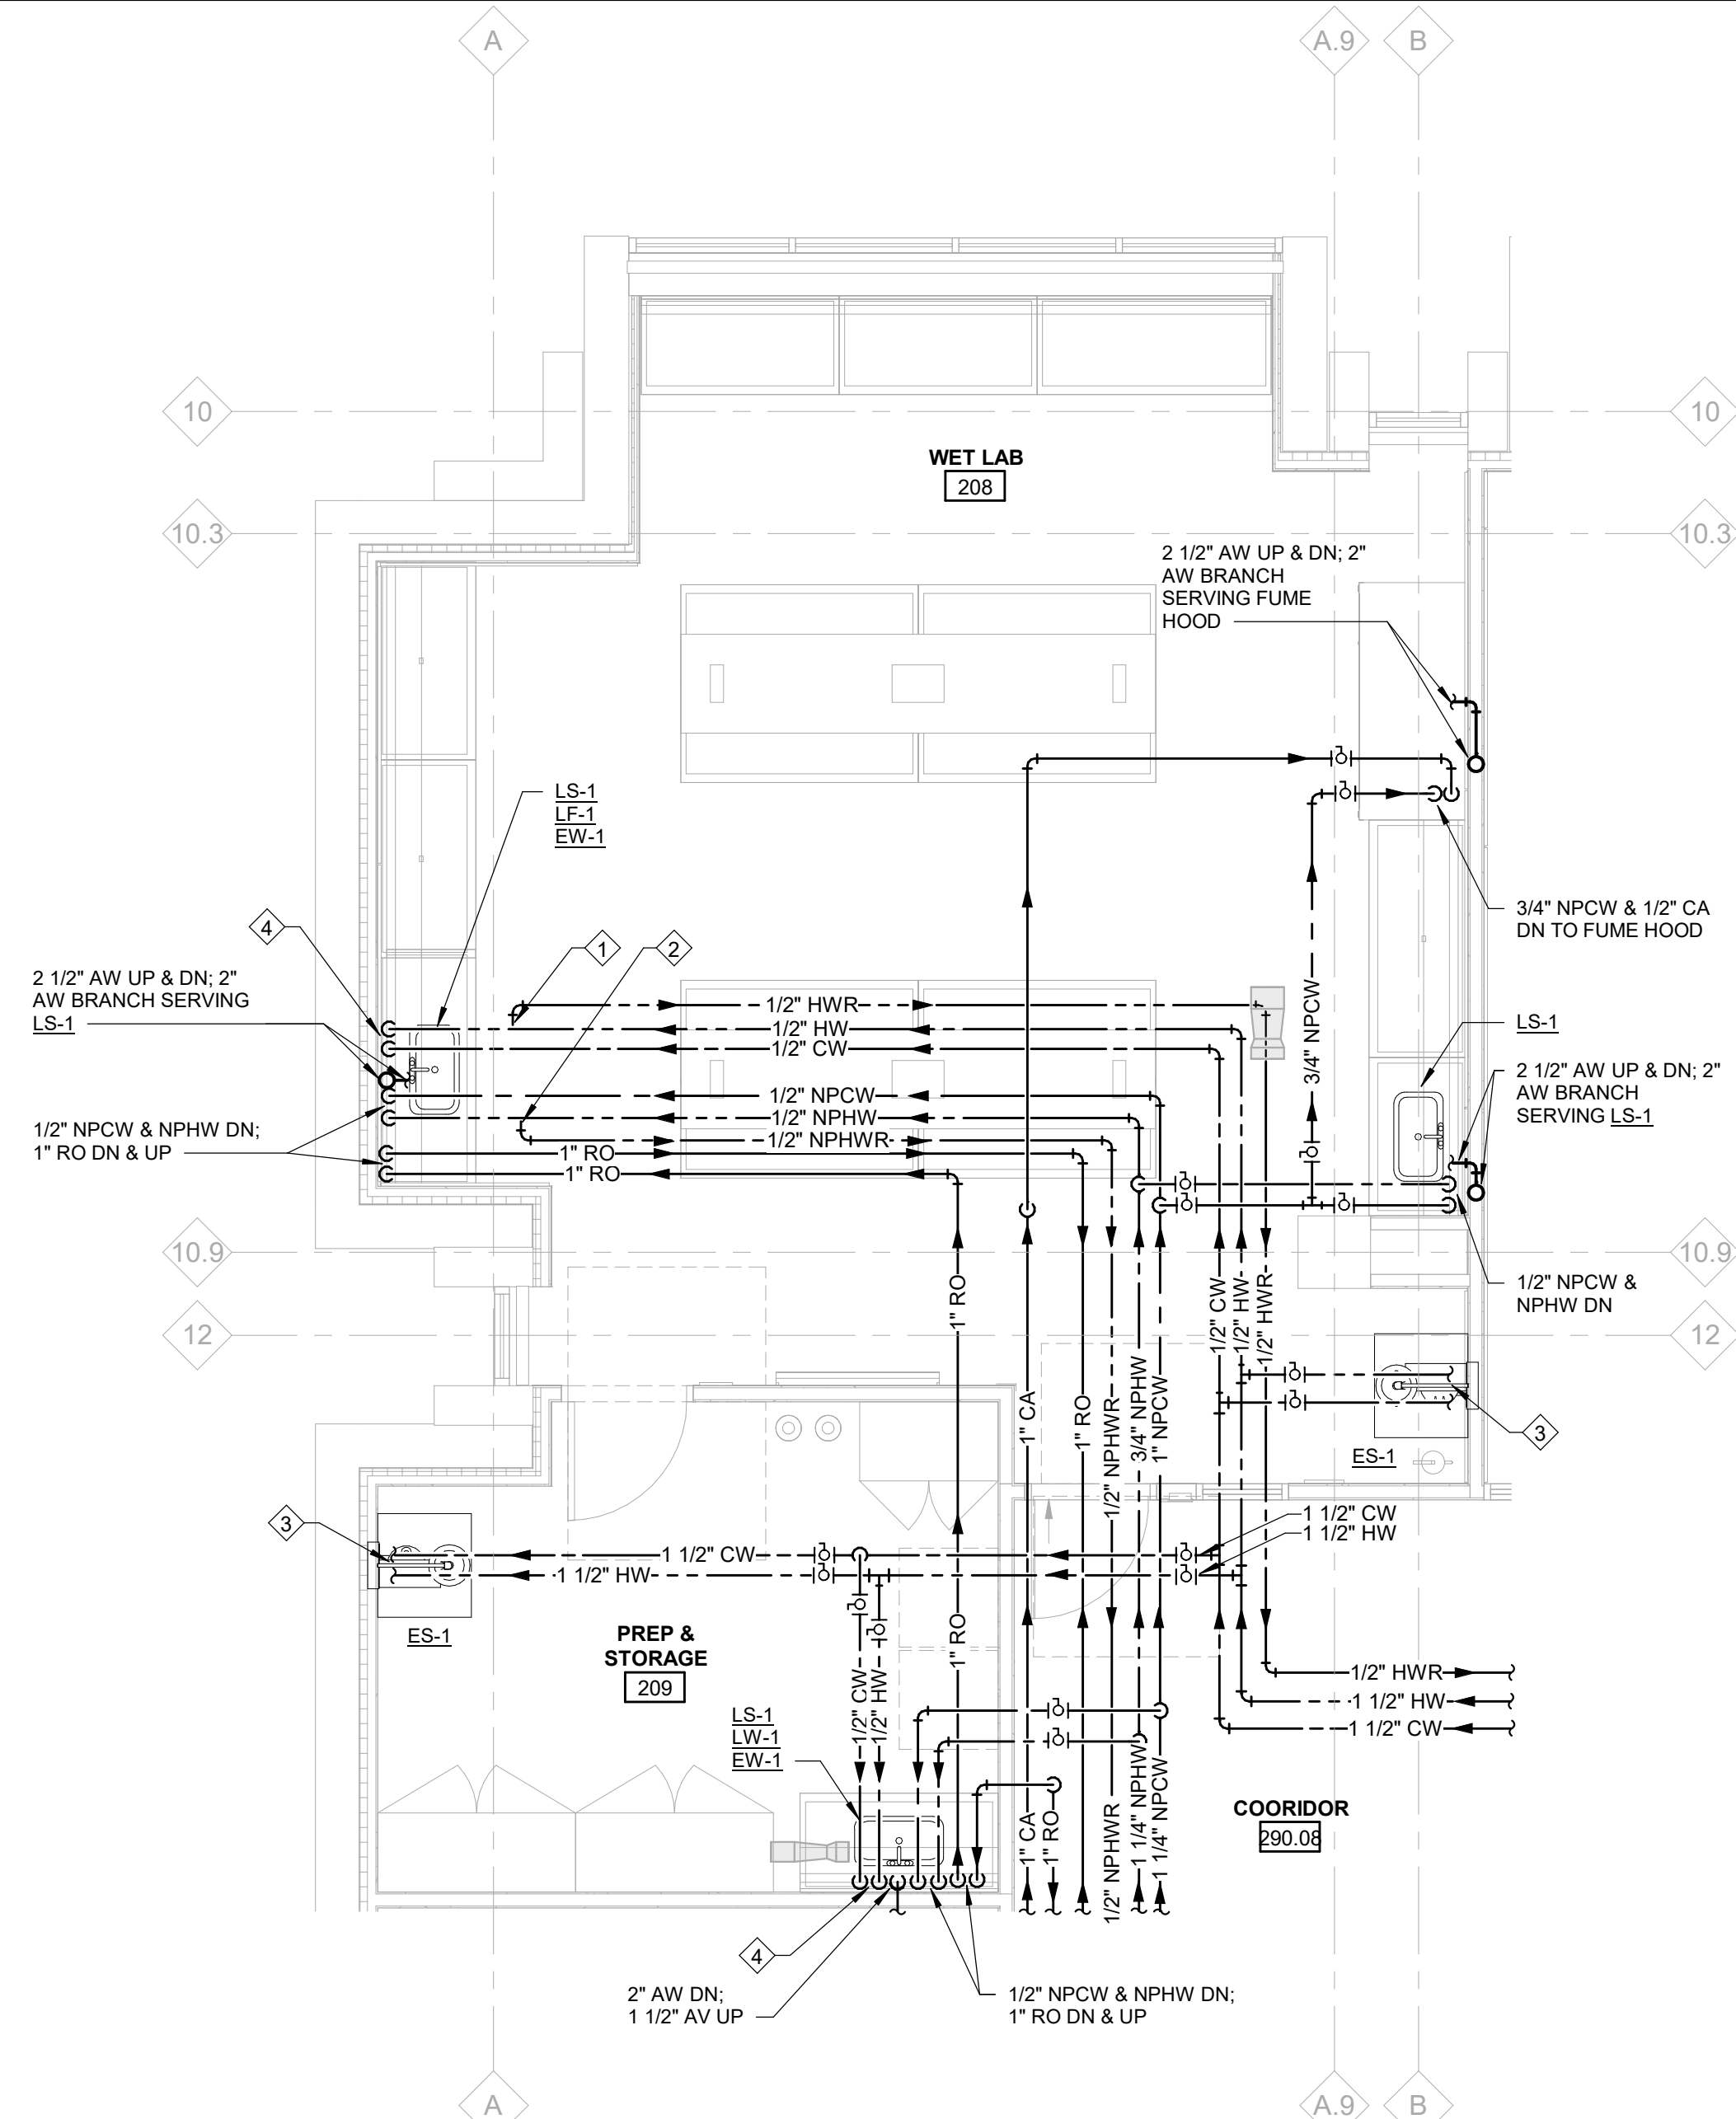 A
A.9
B
10
10
WET LAB
208
10.3
10.3
2 1/2" AW UP & DN; 2"
AW BRANCH
SERVING FUME
HOOD
LS-1
LF-1
EW-1
3/4" NPCW & 1/2" CA
DN TO FUME HOOD
4
1
2
2 1/2" AW UP & DN; 2"
AW BRANCH SERVING
LS-1
1/2" HWR
1/2" HW
1/2" CW
3/4" NPCW
LS-1
2 1/2" AW UP & DN; 2"
AW BRANCH
SERVING LS-1
1/2" NPCW
1/2" NPHW
1/2" NPHWR
1/2" NPCW & NPHW DN;
1" RO DN & UP
1" RO
1" RO
10.9
10.9
1/2" NPCW &
NPHW DN
12
12
1" RO
1" CA
1" RO
1/2" NPHWR
3/4" NPHW
1" NPCW
1/2" CW
1/2" HW
1/2" HWR
3
ES-1
3
1 1/2" CW
1 1/2" HW
1 1/2" CW
1 1/2" HW
ES-1
PREP &
STORAGE
209
1" RO
1/2" CW
1/2" HW
1/2" HWR
1 1/2" HW
1 1/2" CW
LS-1
LW-1
EW-1
COORIDOR
290.08
1" CA
1" RO
1/2" NPHWR
1 1/4" NPHW
1 1/4" NPCW
4
2" AW DN;
1 1/2" AV UP
1/2" NPCW & NPHW DN;
1" RO DN & UP
A
A.9
B